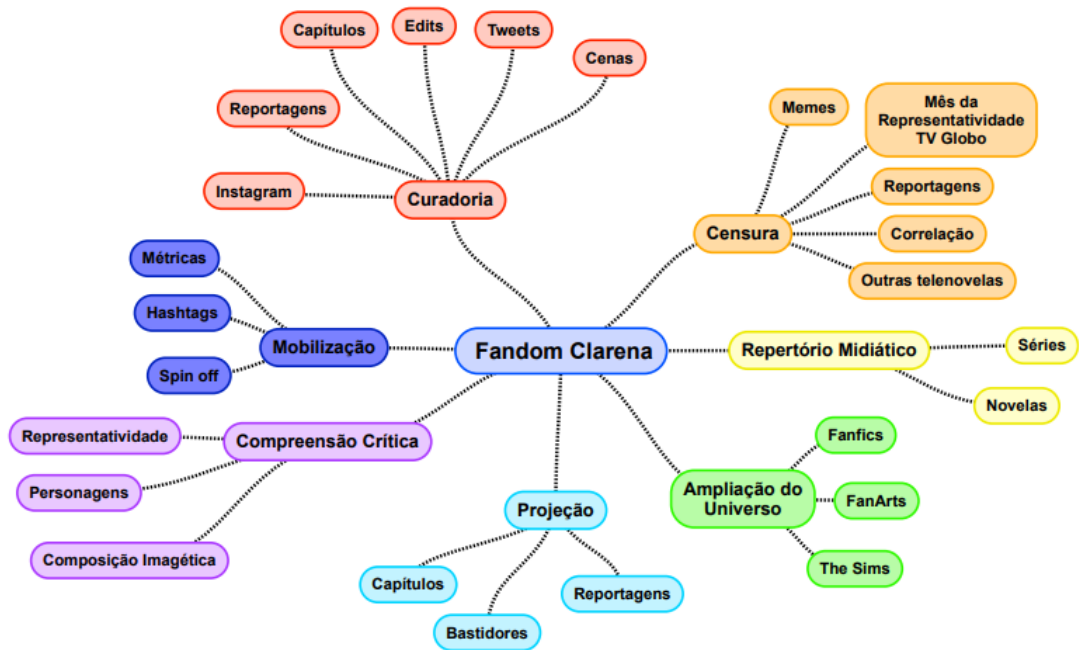 Capítulos
Edits
Tweets
Cenas
Reportagens
Instagram
Curadoria
Memes
Mês da
Representatividade
TV Globo
Reportagens
Censura
Correlação
Outras telenovelas
Métricas
Hashtags
Mobilização
Spin off
Fandom Clarena
Repertório Midiático
Séries
Novelas
Representatividade
Compreensão Crítica
Personagens
Composição Imagética
Projeção
Capítulos
Bastidores
Reportagens
Ampliação do
Universo
Fanfics
FanArts
The Sims